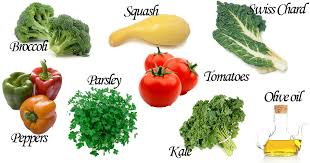 Broccoli
Squash
Swiss Chard
Peppers
Parsley
Tomatoes
Kale
Olive oil